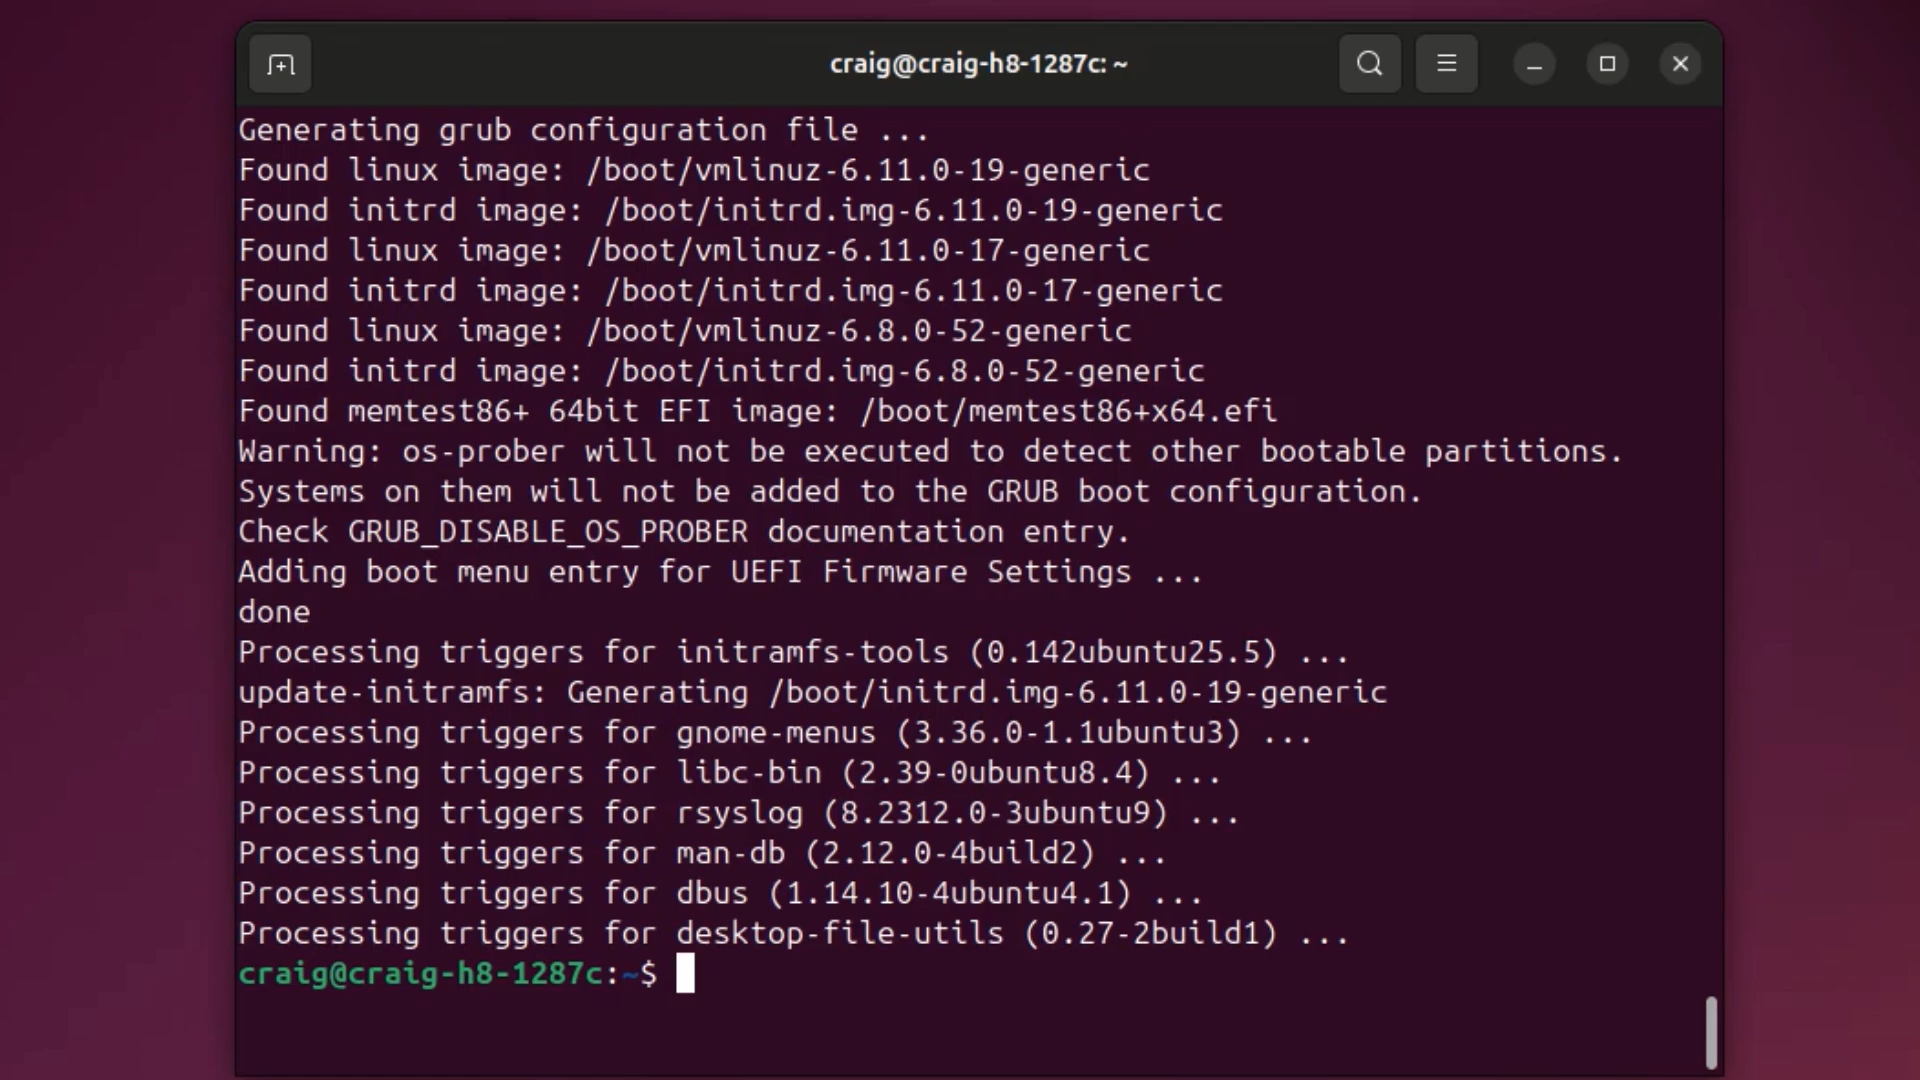 craig@craig-h8-1287c: ~
Generating grub configuration file ...
Found linux image: /boot/vmlinuz-6.11.0-19-generic
Found initrd image: /boot/initrd.img-6.11.0-19-generic
Found linux image: /boot/vmlinuz-6.11.0-17-generic
Found initrd image: /boot/initrd.img-6.11.0-17-generic
Found linux image: /boot/vmlinuz-6.8.0-52-generic
Found initrd image: /boot/initrd.img-6.8.0-52-generic
Found memtest86+ 64bit EFI image: /boot/memtest86+x64.efi
Warning: os-prober will not be executed to detect other bootable partitions.
Systems on them will not be added to the GRUB boot configuration.
Check GRUB_DISABLE_OS_PROBER documentation entry.
Adding boot menu entry for UEFI Firmware Settings ...
done
Processing triggers for initramfs-tools (0.142ubuntu25.5) ...
update-initramfs: Generating /boot/initrd.img-6.11.0-19-generic
Processing triggers for gnome-menus (3.36.0-1.1ubuntu3) ...
Processing triggers for libc-bin (2.39-0ubuntu8.4) ...
Processing triggers for rsyslog (8.2312.0-3ubuntu9) ...
Processing triggers for man-db (2.12.0-4build2) ...
Processing triggers for dbus (1.14.10-4ubuntu4.1) ...
Processing triggers for desktop-file-utils (0.27-2build1) ...
craig@craig-h8-1287c:~$